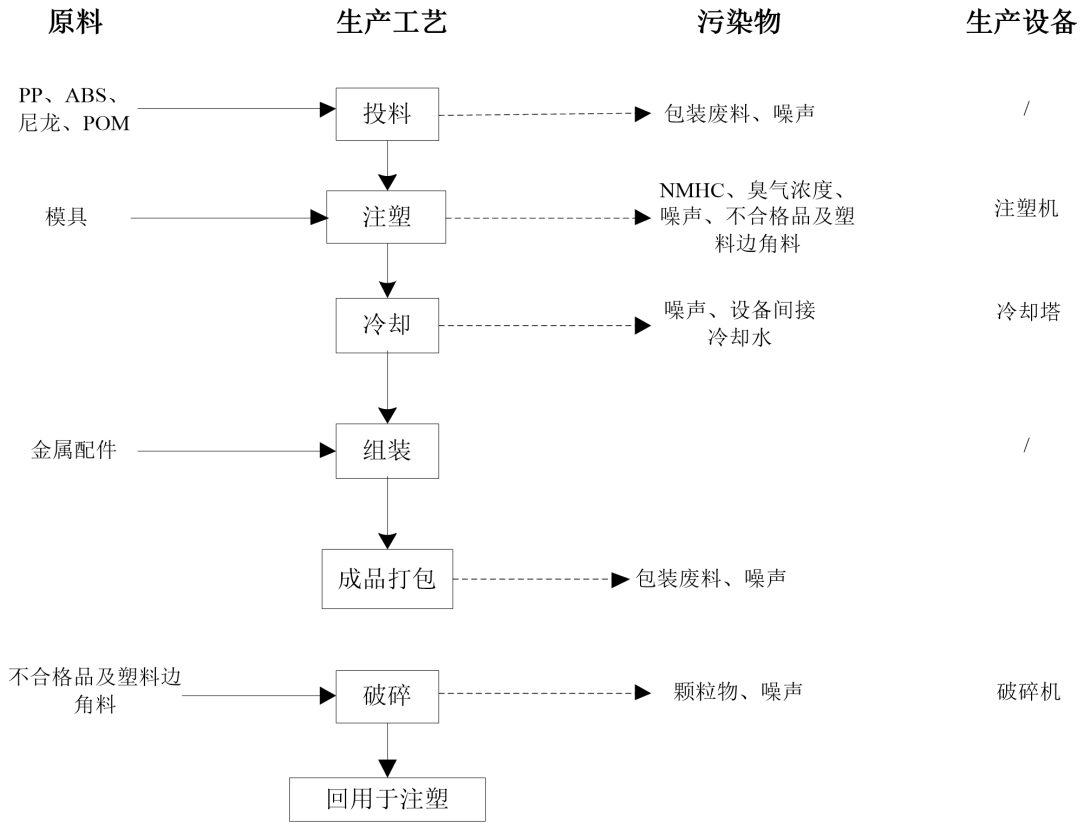 原料 生产工艺 污染物 生产设备
PP、ABS、
尼龙、POM
投料
包装废料、噪声
/
模具
注塑
NMHC、臭气浓度、
噪声、不合格品及塑
料边角料
注塑机
冷却
噪声、设备间接
冷却水
冷却塔
金属配件
组装
/
成品打包
包装废料、噪声
不合格品及塑料边
角料
破碎
颗粒物、噪声
破碎机
回用于注塑